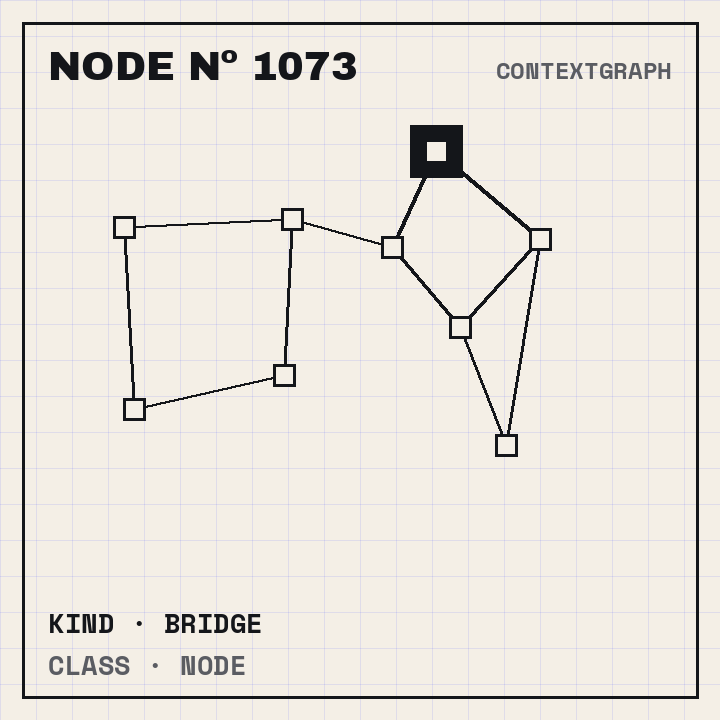 NODE Nº 1073
CONTEXTGRAPH
KIND · BRIDGE
CLASS · NODE